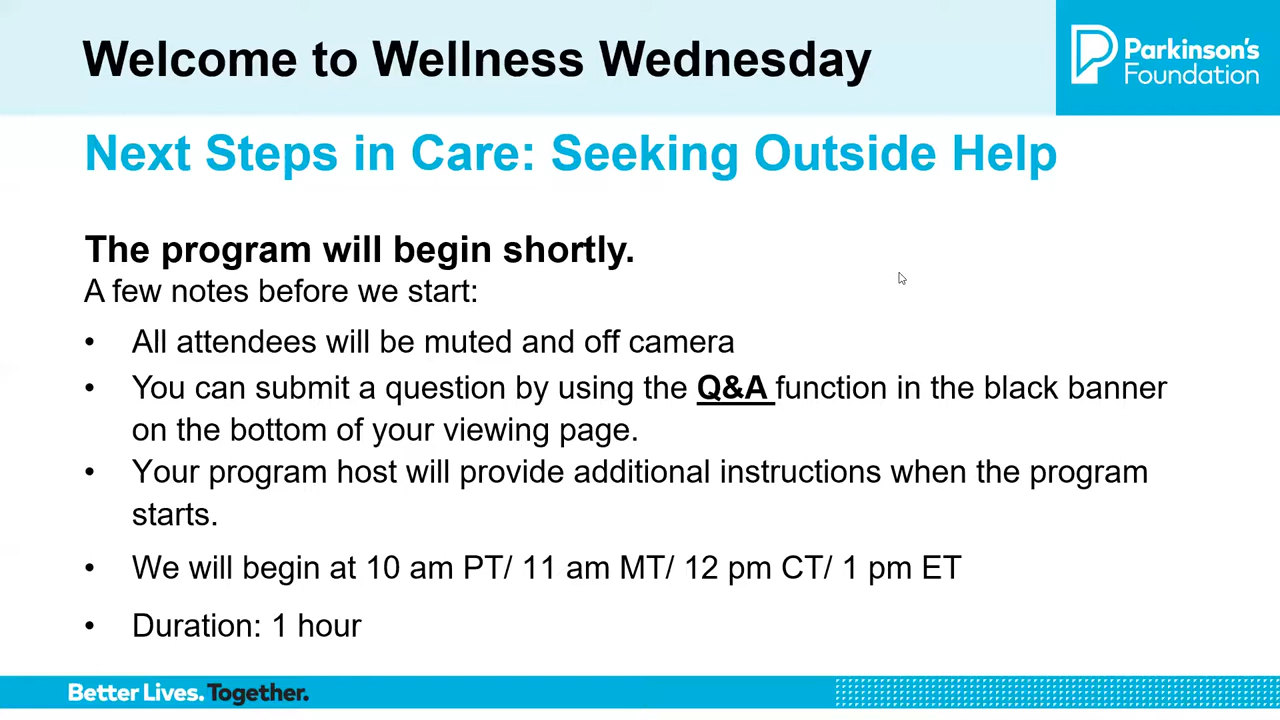 Welcome to Wellness Wednesday
Parkinson's
Foundation
Next Steps in Care: Seeking Outside Help
The program will begin shortly.
A few notes before we start:
• All attendees will be muted and off camera
• You can submit a question by using the Q&A function in the black banner
on the bottom of your viewing page.
• Your program host will provide additional instructions when the program
starts.
• We will begin at 10 am PT/ 11 am MT/ 12 pm CT/ 1 pm ET
• Duration: 1 hour
Better Lives. Together.